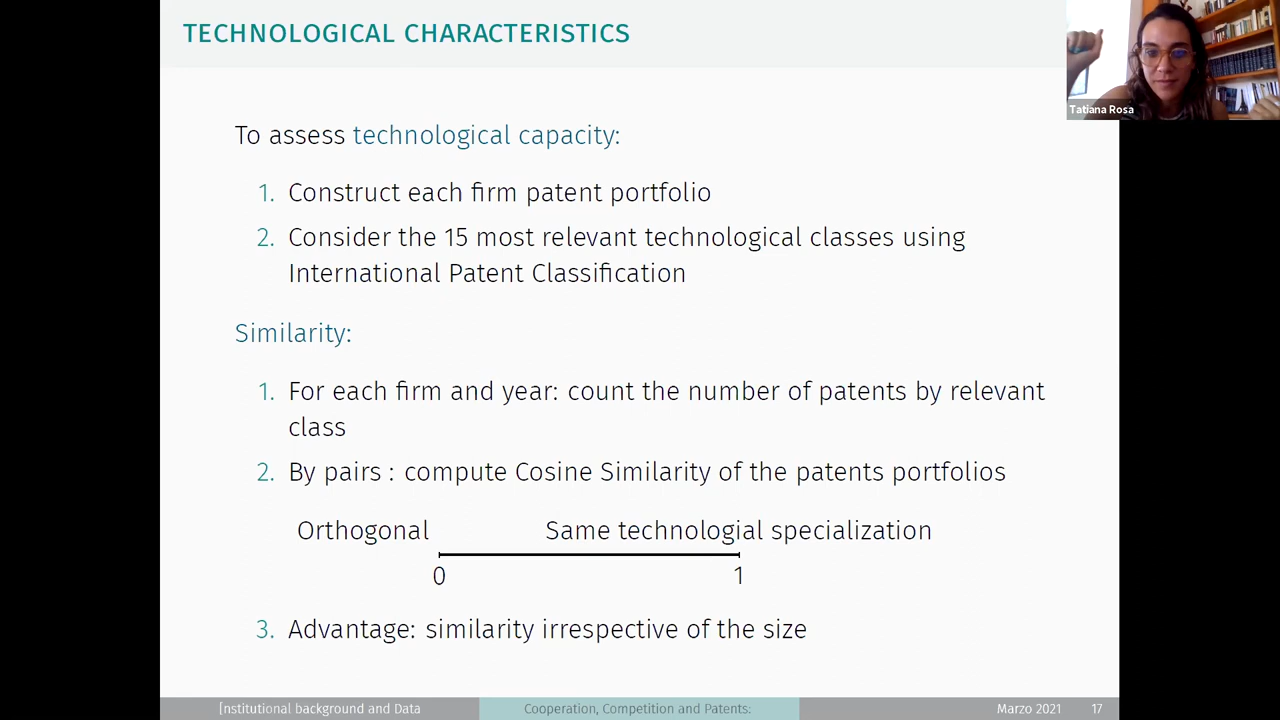 TECHNOLOGICAL CHARACTERISTICS
Tatiana Rosa
To assess technological capacity:
1. Construct each firm patent portfolio
2. Consider the 15 most relevant technological classes using
International Patent Classification
Similarity:
1. For each firm and year: count the number of patents by relevant
class
2. By pairs : compute Cosine Similarity of the patents portfolios
Orthogonal Same technologial specialization
0 1
3. Advantage: similarity irrespective of the size
[nstitutional background and Data Cooperation, Competition and Patents: Marzo 2021 17